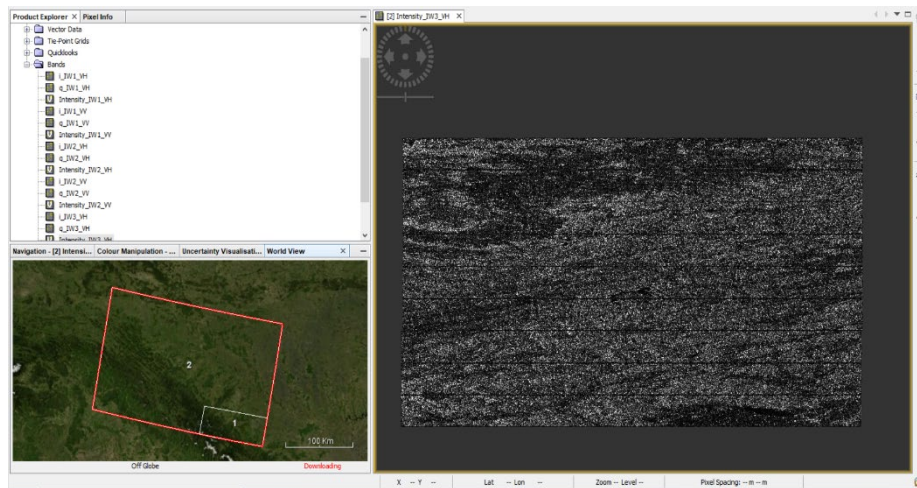 Product Explorer × Pixel Info
Vector Data
Tie-Point Grids
Quicklooks
Bands
i_IW1_VH
q_IW1_VH
Intensity_IW1_VH
i_IW1_VV
q_IW1_VV
Intensity_IW1_VV
i_IW2_VH
q_IW2_VH
Intensity_IW2_VH
i_IW2_VV
q_IW2_VV
Intensity_IW2_VV
i_IW3_VH
q_IW3_VH
Intensity_IW3_VH
Navigation - [2] Intensi... Colour Manipulation - ... Uncertainty Visualisati... World View ×
2
1
100 Km
Off Globe Downloading
[2] Intensity_IW3_VH ×
X -- Y -- Lat -- Lon -- Zoom -- Level -- Pixel Spacing: -- m -- m